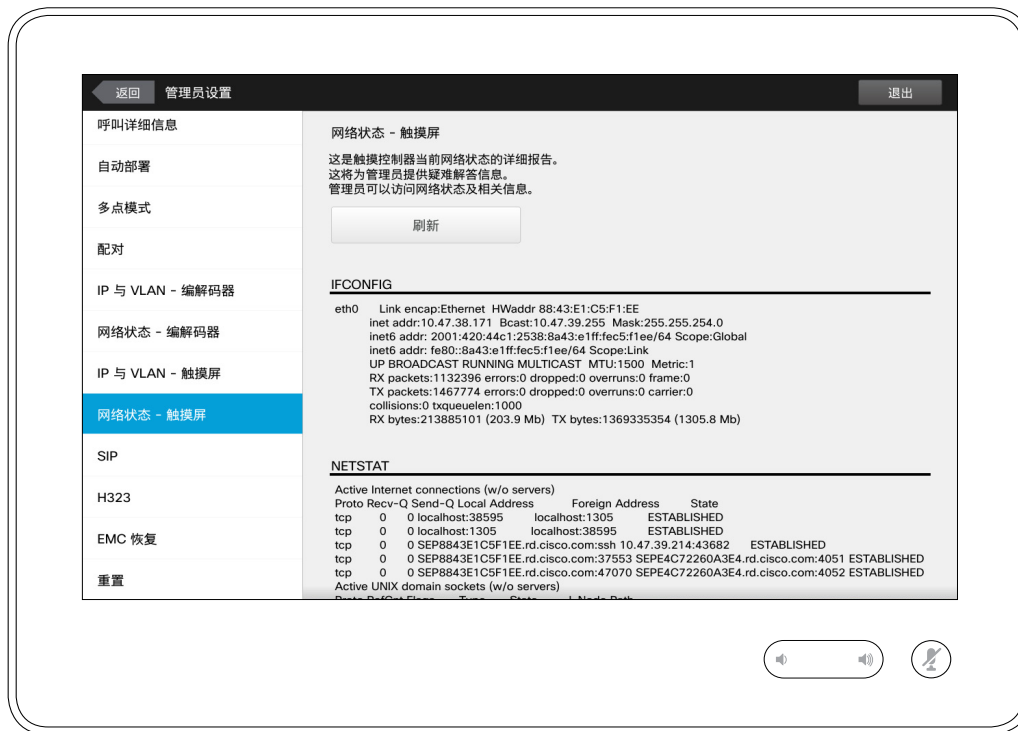 返回 管理员设置 退出
呼叫详细信息
自动部署
多点模式
配对
IP 与 VLAN - 编解码器
网络状态 - 编解码器
IP 与 VLAN - 触摸屏
网络状态 - 触摸屏
SIP
H323
EMC 恢复
重置
网络状态 - 触摸屏
这是触摸控制器当前网络状态的详细报告。
这将为管理员提供疑难解答信息。
管理员可以访问网络状态及相关信息。
刷新
IFCONFIG
eth0 Link encap:Ethernet HWaddr 88:43:E1:C5:F1:EE
inet addr:10.47.38.171 Bcast:10.47.39.255 Mask:255.255.254.0
inet6 addr: 2001:420:44c1:2538:8a43:e1ff:fec5:f1ee/64 Scope:Global
inet6 addr: fe80::8a43:e1ff:fec5:f1ee/64 Scope:Link
UP BROADCAST RUNNING MULTICAST MTU:1500 Metric:1
RX packets:1132396 errors:0 dropped:0 overruns:0 frame:0
TX packets:1467774 errors:0 dropped:0 overruns:0 carrier:0
collisions:0 txqueuelen:1000
RX bytes:213885101 (203.9 Mb) TX bytes:1369335354 (1305.8 Mb)
NETSTAT
Active Internet connections (w/o servers)
Proto Recv-Q Send-Q Local Address Foreign Address State
tcp 0 0 localhost:38595 localhost:1305 ESTABLISHED
tcp 0 0 localhost:1305 localhost:38595 ESTABLISHED
tcp 0 0 SEP8843E1C5F1EE.rd.cisco.com:ssh 10.47.39.214:43682 ESTABLISHED
tcp 0 0 SEP8843E1C5F1EE.rd.cisco.com:37553 SEPE4C72260A3E4.rd.cisco.com:4051 ESTABLISHED
tcp 0 0 SEP8843E1C5F1EE.rd.cisco.com:47070 SEPE4C72260A3E4.rd.cisco.com:4052 ESTABLISHED
Active UNIX domain sockets (w/o servers)